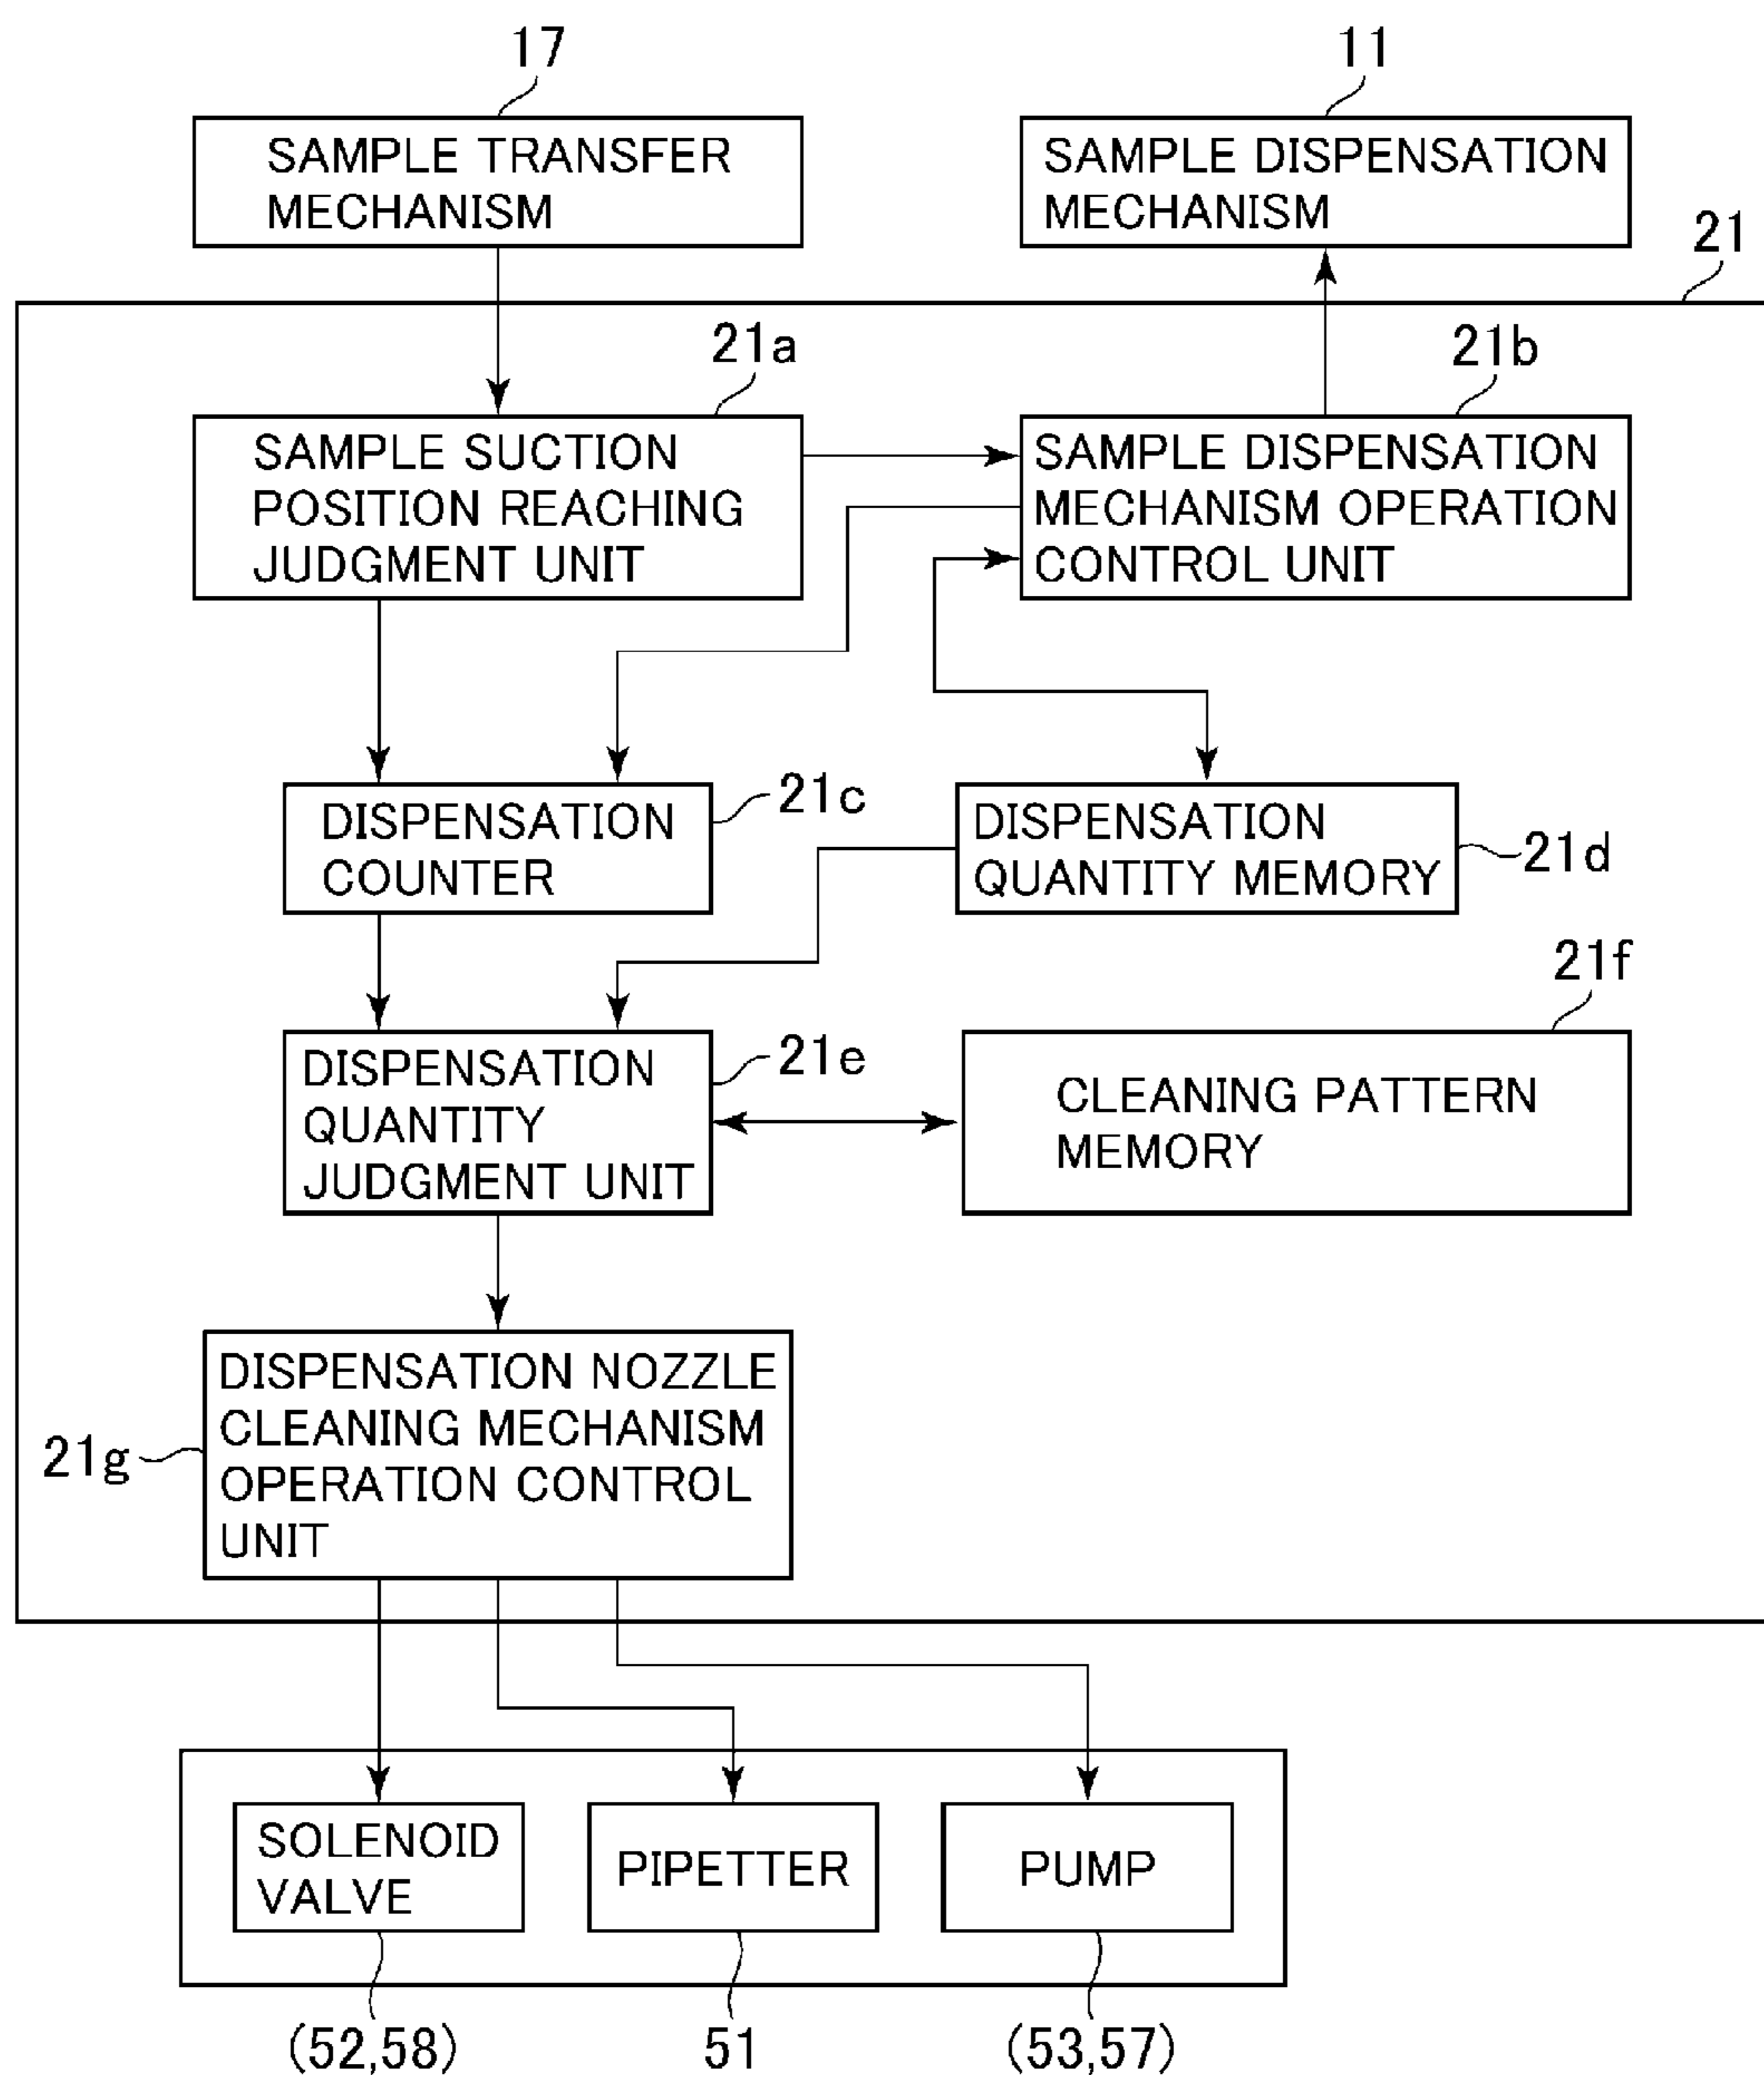 17
11
SAMPLE TRANSFER
MECHANISM
SAMPLE DISPENSATION
MECHANISM
21
21a
21b
SAMPLE SUCTION
POSITION REACHING
JUDGMENT UNIT
SAMPLE DISPENSATION
MECHANISM OPERATION
CONTROL UNIT
DISPENSATION
COUNTER
21c
DISPENSATION
QUANTITY MEMORY
21d
21f
DISPENSATION
QUANTITY
JUDGMENT UNIT
21e
CLEANING PATTERN
MEMORY
DISPENSATION NOZZLE
CLEANING MECHANISM
OPERATION CONTROL
UNIT
21g
SOLENOID
VALVE
PIPETTER
PUMP
(52,58)
51
(53,57)